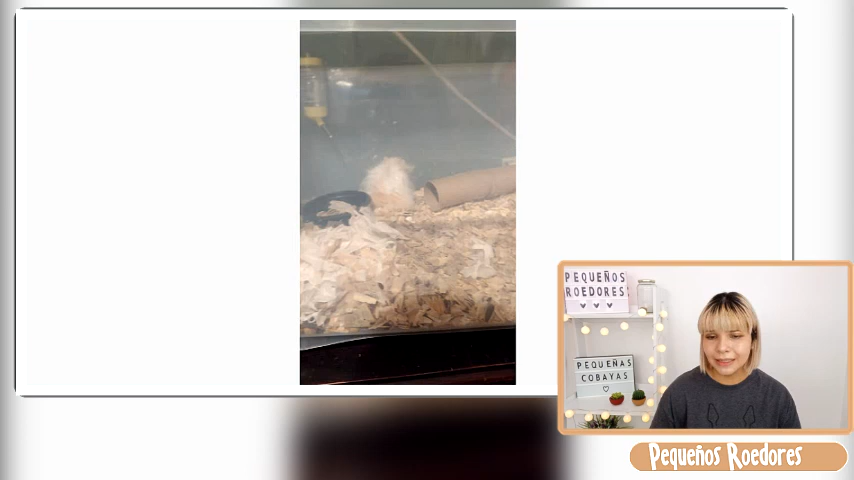 PEQUEÑOS
ROEDORES
PEQUEÑAS
COBAYAS
Pequeños Roedores